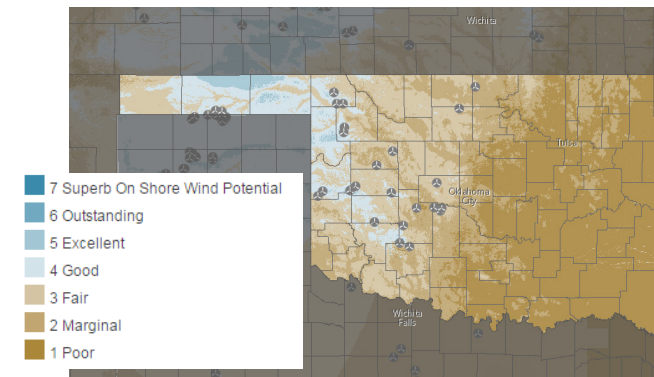 Wichita
Tulsa
7 Superb On Shore Wind Potential
6 Outstanding
Oklahoma
City
5 Excellent
4 Good
3 Fair
Wichita
Falls
2 Marginal
1 Poor